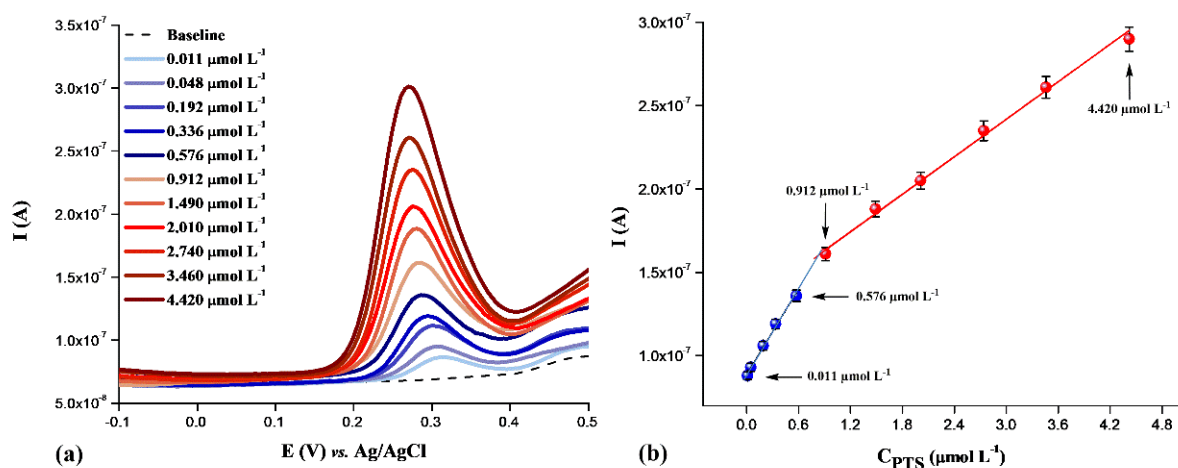 3.5x10⁻⁷
3.0x10⁻⁷
2.5x10⁻⁷
2.0x10⁻⁷
1.5x10⁻⁷
1.0x10⁻⁷
5.0x10⁻⁸
I (A)
Baseline
0.011 µmol L⁻¹
0.048 µmol L⁻¹
0.192 µmol L⁻¹
0.336 µmol L⁻¹
0.576 µmol L⁻¹
0.912 µmol L⁻¹
1.490 µmol L⁻¹
2.010 µmol L⁻¹
2.740 µmol L⁻¹
3.460 µmol L⁻¹
4.420 µmol L⁻¹
-0.1 0.0 0.1 0.2 0.3 0.4 0.5
(a) E (V) vs. Ag/AgCl
3.0x10⁻⁷
2.5x10⁻⁷
2.0x10⁻⁷
1.5x10⁻⁷
1.0x10⁻⁷
I (A)
4.420 µmol L⁻¹
0.912 µmol L⁻¹
0.576 µmol L⁻¹
0.011 µmol L⁻¹
0.0 0.6 1.2 1.8 2.4 3.0 3.6 4.2 4.8
(b) C_PTS (µmol L⁻¹)